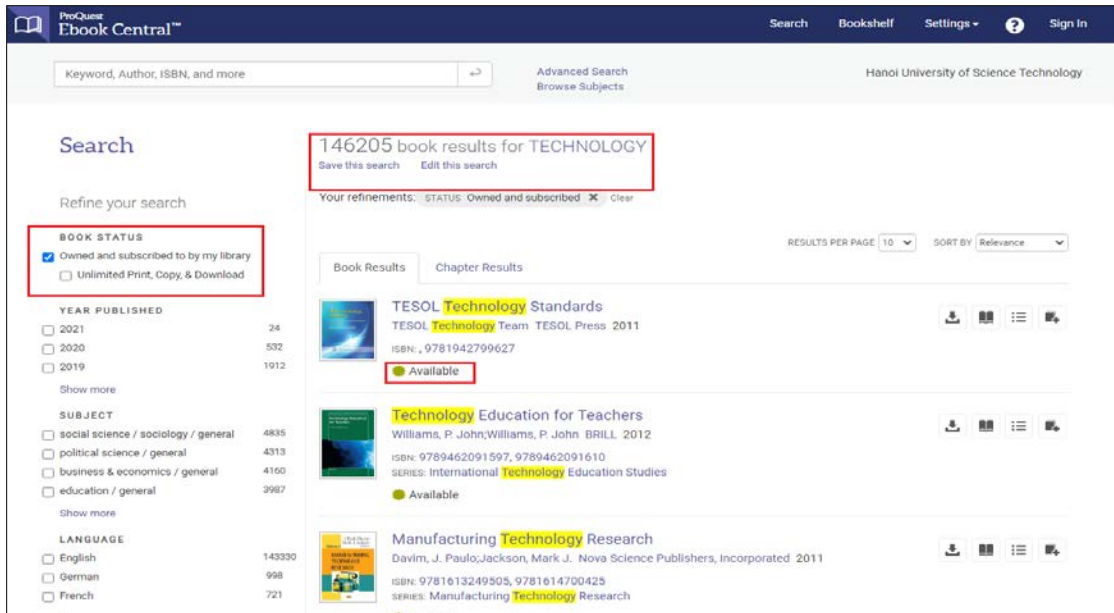 ProQuest
Ebook Central™
Search Bookshelf Settings ? Sign In
Keyword, Author, ISBN, and more
Advanced Search
Browse Subjects
Hanoi University of Science Technology
Search
146205 book results for TECHNOLOGY
Save this search Edit this search
Your refinements: STATUS Owned and subscribed ✖ Clear
Refine your search
BOOK STATUS
Owned and subscribed to by my library
Unlimited Print, Copy, & Download
YEAR PUBLISHED
2021 24
2020 532
2019 1912
Show more
SUBJECT
social science / sociology / general 4835
political science / general 4313
business & economics / general 4160
education / general 3987
Show more
LANGUAGE
English 143330
German 998
French 721
RESULTS PER PAGE 10 SORT BY Relevance
Book Results Chapter Results
TESOL Technology Standards
TESOL Technology Team TESOL Press 2011
ISBN: , 9781942799627
Available
Technology Education for Teachers
Williams, P. John;Williams, P. John BRILL 2012
ISBN: 9789462091597, 9789462091610
SERIES: International Technology Education Studies
Available
Manufacturing Technology Research
Davim, J. Paulo;Jackson, Mark J. Nova Science Publishers, Incorporated 2011
ISBN: 9781613249505, 9781614700425
SERIES: Manufacturing Technology Research